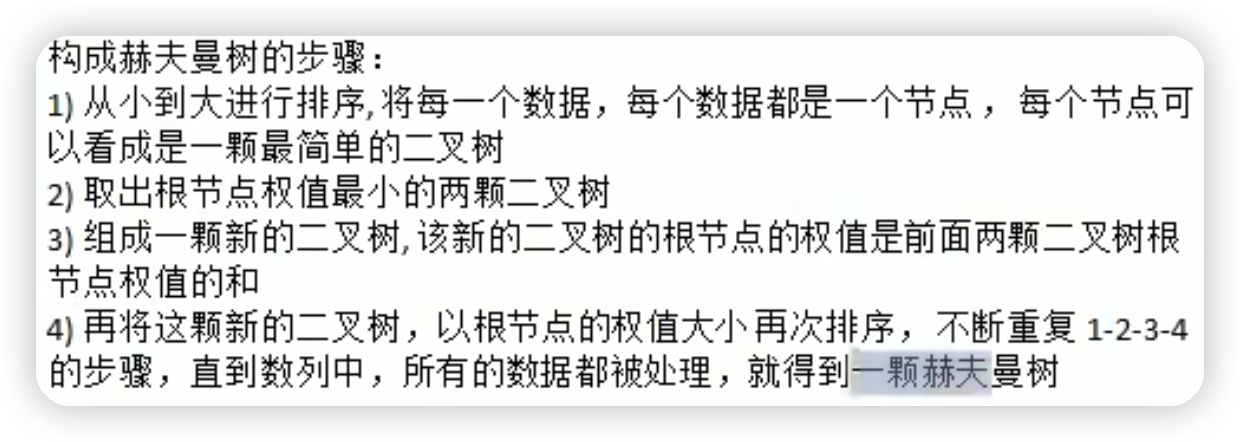 构成赫夫曼树的步骤：
1) 从小到大进行排序, 将每一个数据，每个数据都是一个节点 ， 每个节点可
以看成是一颗最简单的二叉树
2) 取出根节点权值最小的两颗二叉树
3) 组成一颗新的二叉树, 该新的二叉树的根节点的权值是前面两颗二叉树根
节点权值的和
4) 再将这颗新的二叉树，以根节点的权值大小 再次排序， 不断重复 1-2-3-4
的步骤，直到数列中，所有的数据都被处理，就得到一颗赫夫曼树